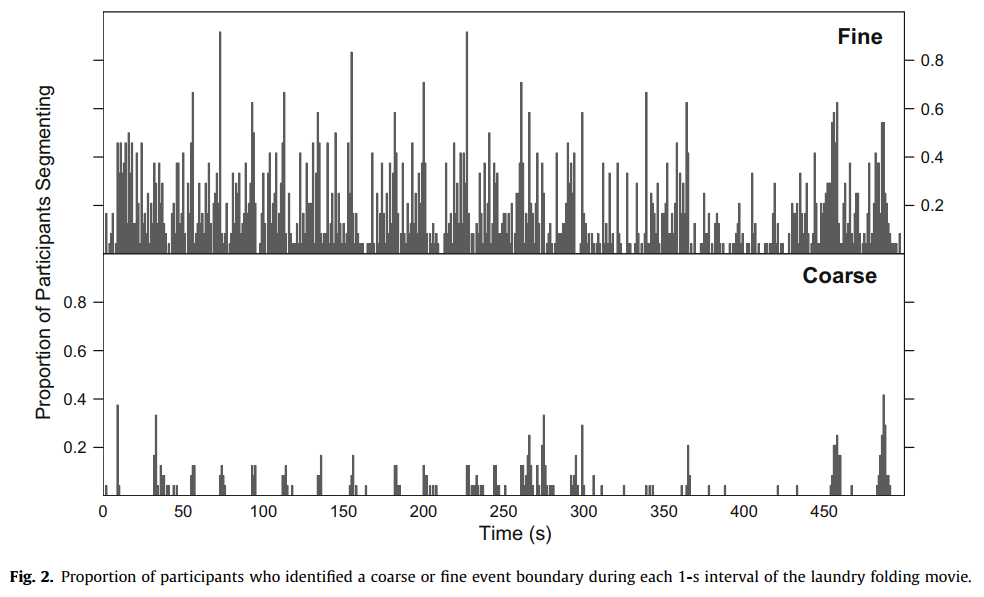 Fine
0.8
0.6
0.4
0.2
Proportion of Participants Segmenting
Coarse
0.8
0.6
0.4
0.2
0 50 100 150 200 250 300 350 400 450
Time (s)
Fig. 2. Proportion of participants who identified a coarse or fine event boundary during each 1-s interval of the laundry folding movie.